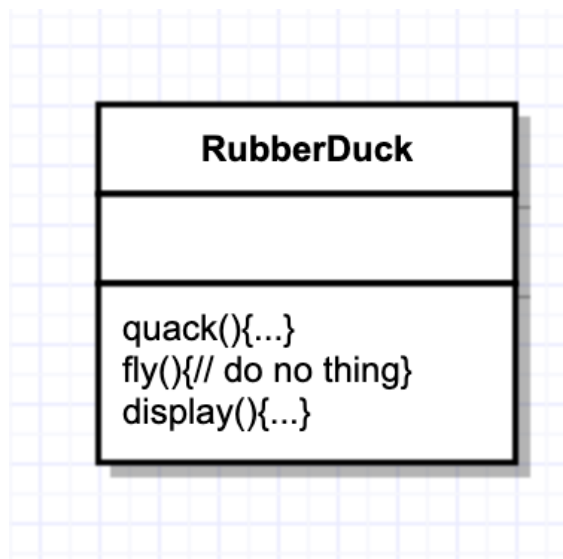 RubberDuck
quack(){...}
fly(){// do no thing}
display(){...}